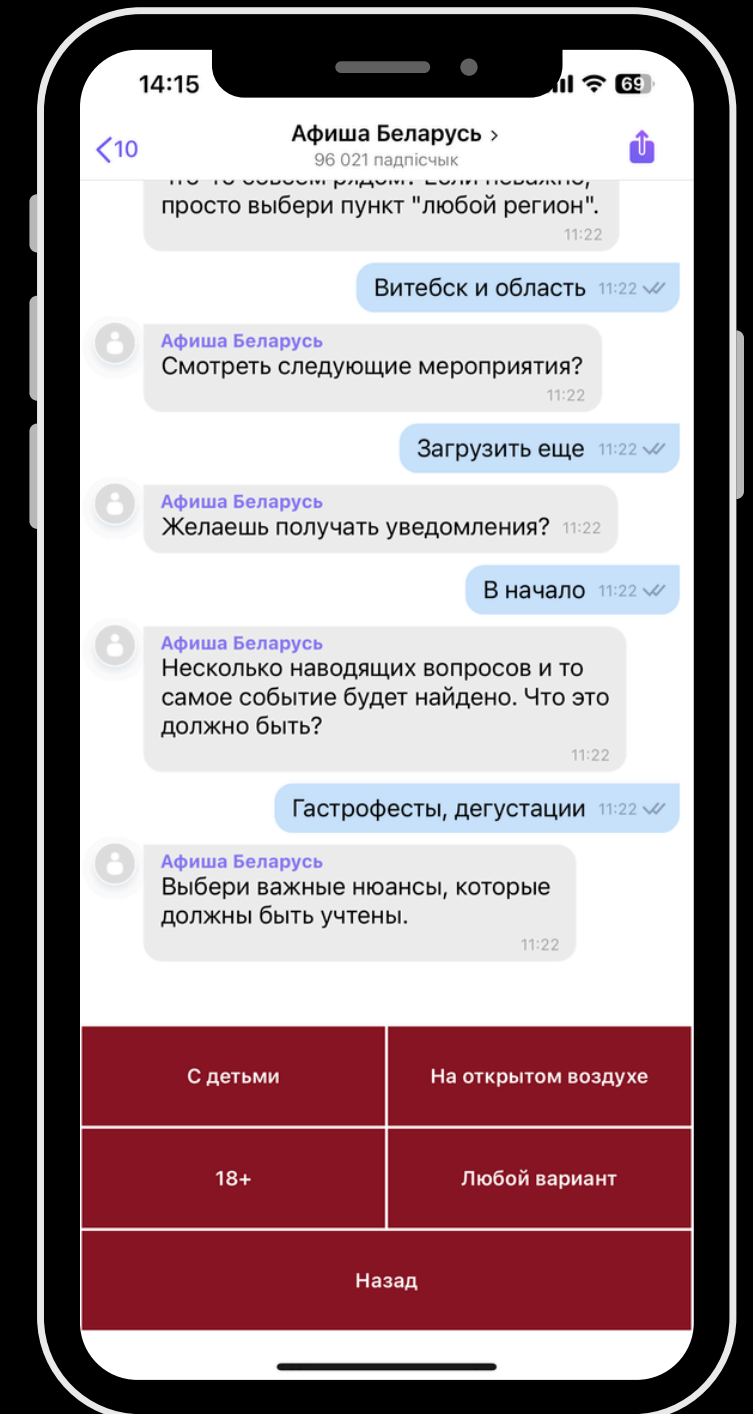 14:15
69
10
Афиша Беларусь >
96 021 падпісчык
просто выбери пункт "любой регион".
11:22
Витебск и область 11:22
Афиша Беларусь
Смотреть следующие мероприятия?
11:22
Загрузить еще 11:22
Афиша Беларусь
Желаешь получать уведомления? 11:22
В начало 11:22
Афиша Беларусь
Несколько наводящих вопросов и то
самое событие будет найдено. Что это
должно быть?
11:22
Гастрофесты, дегустации 11:22
Афиша Беларусь
Выбери важные нюансы, которые
должны быть учтены.
11:22
С детьми
На открытом воздухе
18+
Любой вариант
Назад